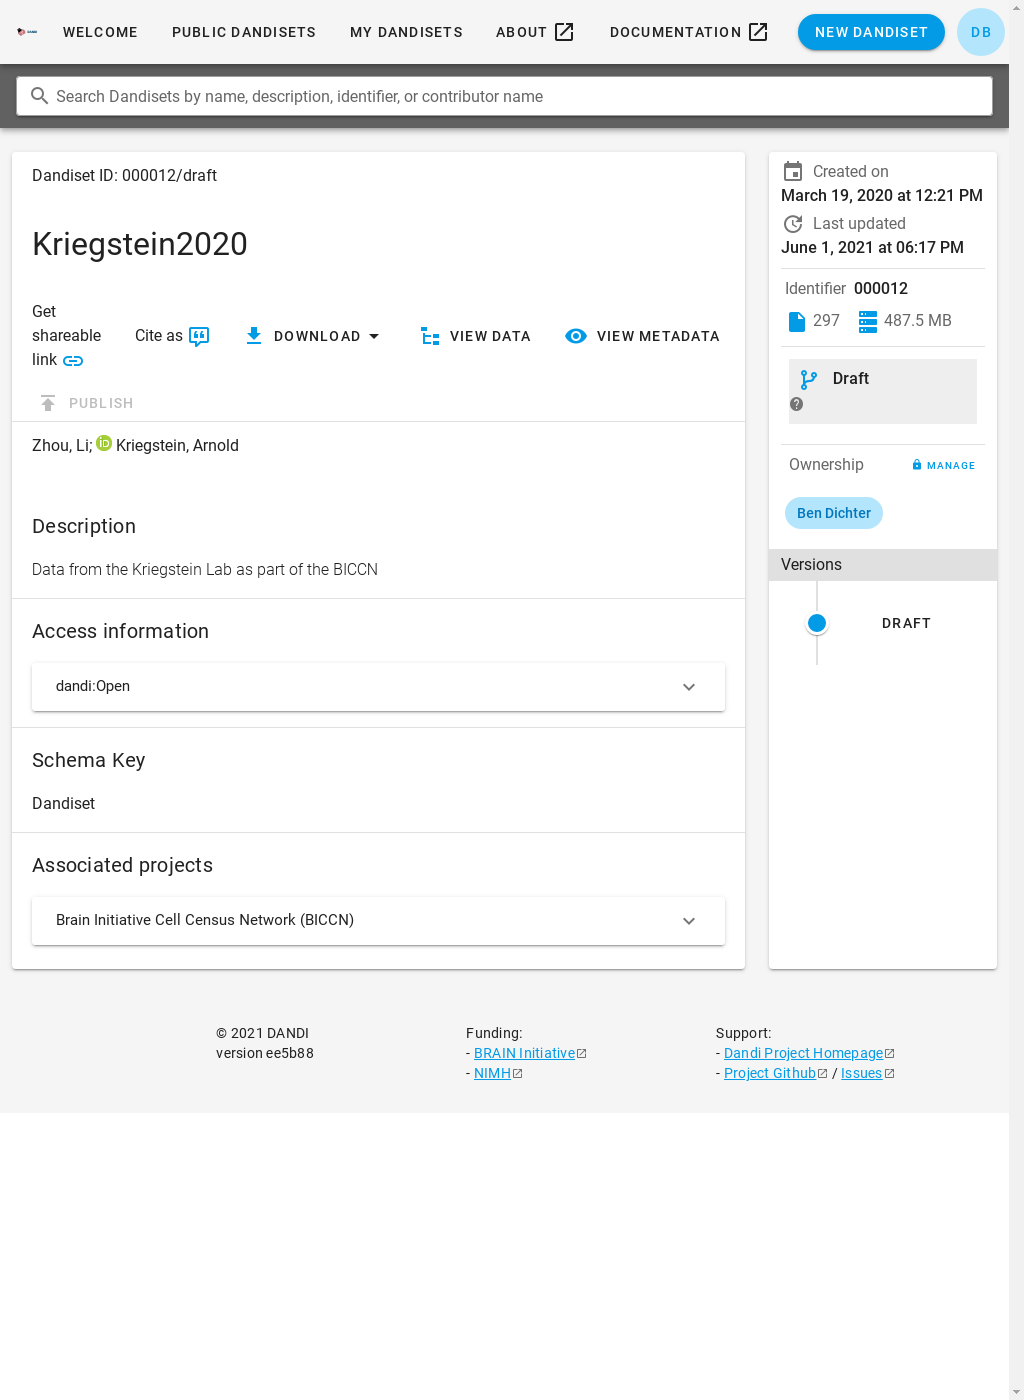 WELCOME PUBLIC DANDISETS MY DANDISETS ABOUT DOCUMENTATION NEW DANDISET DB
Search Dandisets by name, description, identifier, or contributor name
Dandiset ID: 000012/draft
Kriegstein2020
Get
shareable
link
Cite as
DOWNLOAD
VIEW DATA
VIEW METADATA
PUBLISH
Zhou, Li; Kriegstein, Arnold
Description
Data from the Kriegstein Lab as part of the BICCN
Access information
dandi:Open
Schema Key
Dandiset
Associated projects
Brain Initiative Cell Census Network (BICCN)
Created on
March 19, 2020 at 12:21 PM
Last updated
June 1, 2021 at 06:17 PM
Identifier 000012
297 487.5 MB
Draft
Ownership MANAGE
Ben Dichter
Versions
DRAFT
© 2021 DANDI
version ee5b88
Funding:
- BRAIN Initiative
- NIMH
Support:
- Dandi Project Homepage
- Project Github / Issues